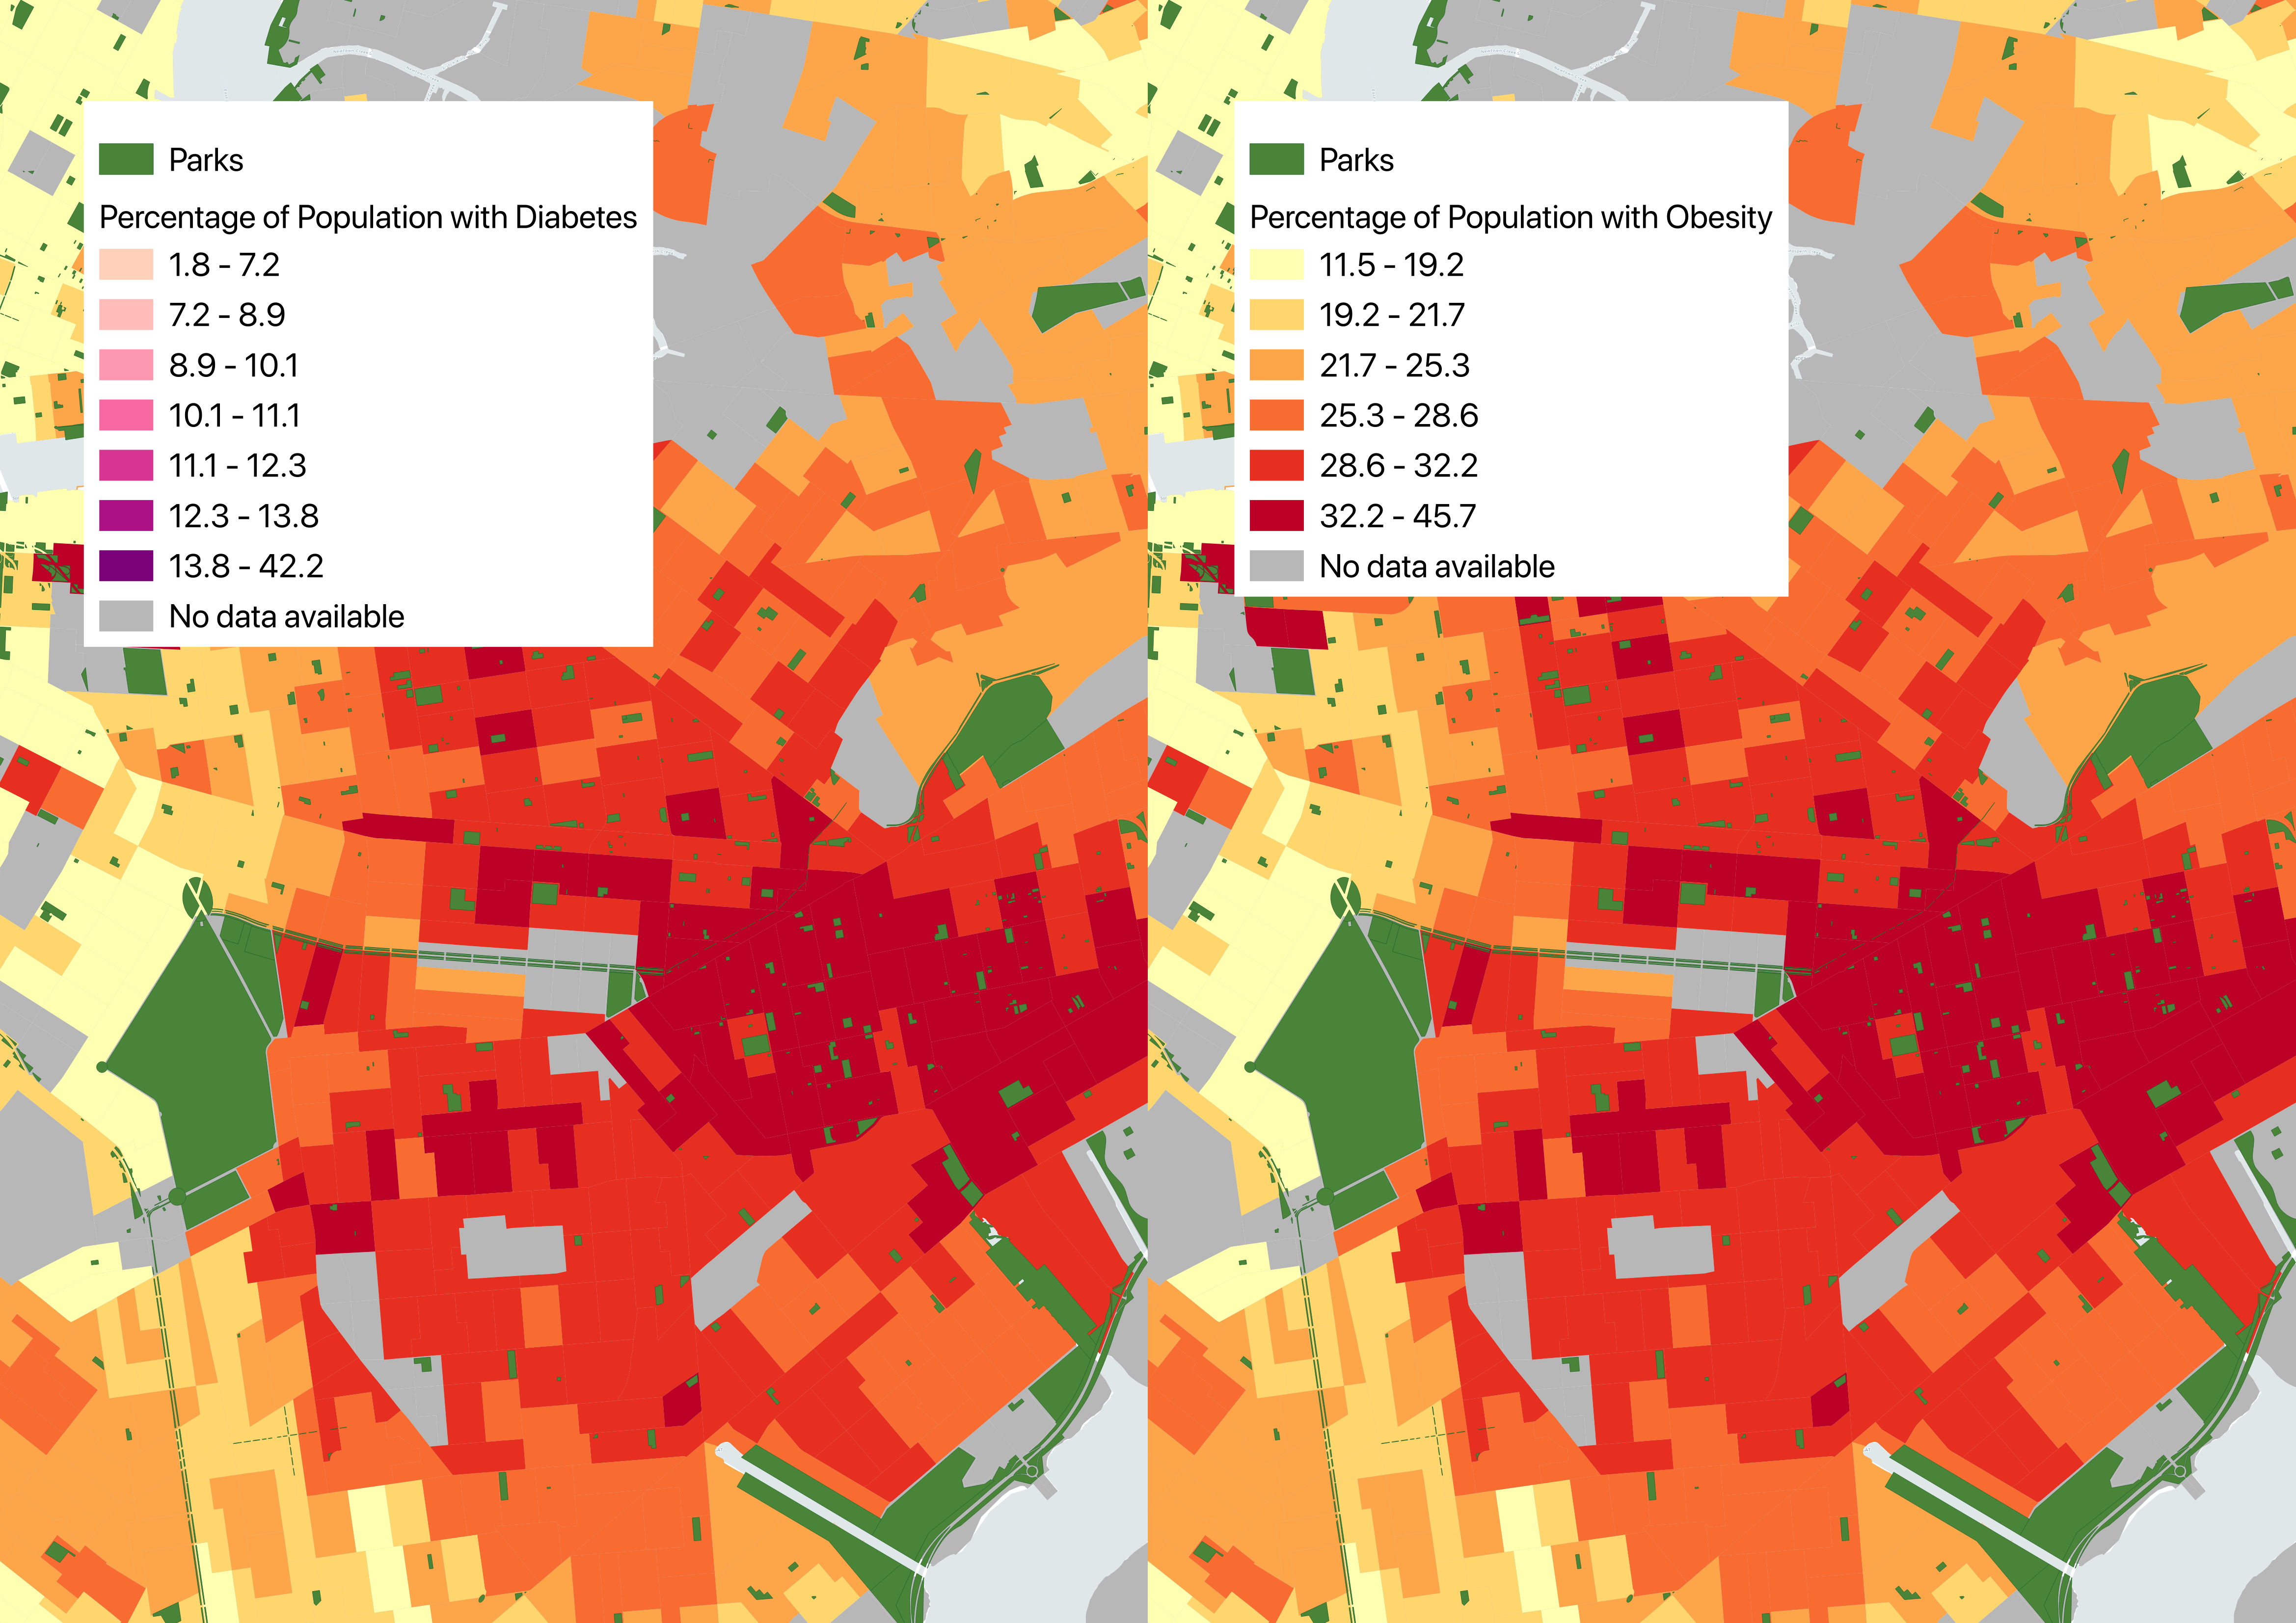 Parks
Percentage of Population with Diabetes
1.8 - 7.2
7.2 - 8.9
8.9 - 10.1
10.1 - 11.1
11.1 - 12.3
12.3 - 13.8
13.8 - 42.2
No data available
Parks
Percentage of Population with Obesity
11.5 - 19.2
19.2 - 21.7
21.7 - 25.3
25.3 - 28.6
28.6 - 32.2
32.2 - 45.7
No data available